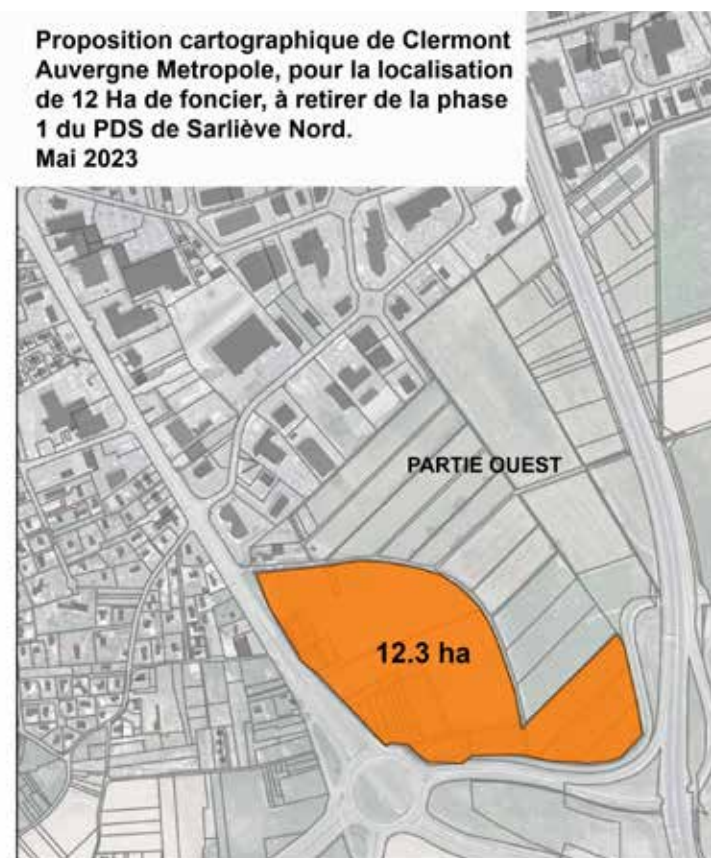 Proposition cartographique de Clermont
Auvergne Metropole, pour la localisation
de 12 Ha de foncier, à retirer de la phase
1 du PDS de Sarliève Nord.
Mai 2023
PARTIE OUEST
12.3 ha